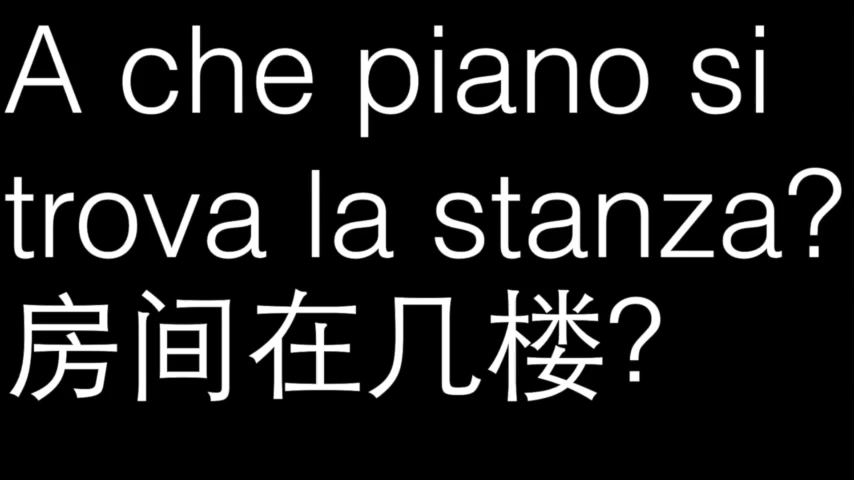 A che piano si
trova la stanza?
房间在几楼?